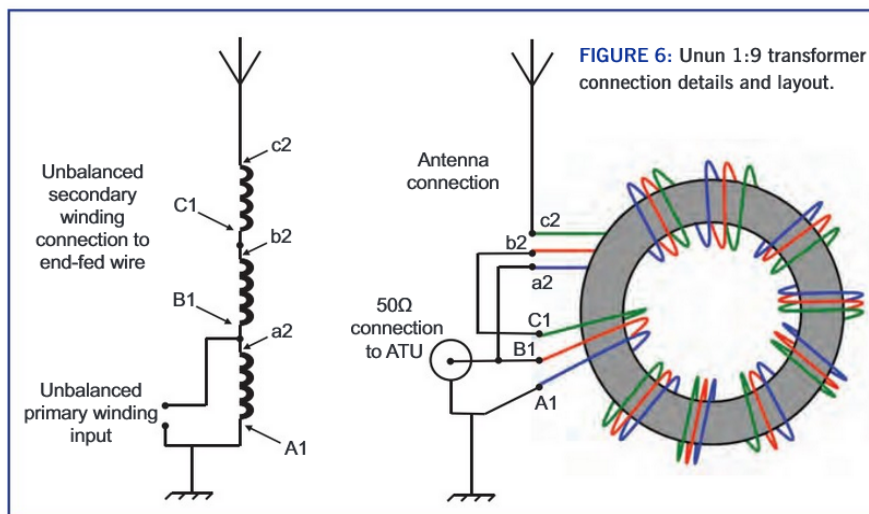 FIGURE 6: Unun 1:9 transformer
connection details and layout.
c2
Unbalanced
secondary
winding
connection to
end-fed wire
C1
b2
B1
a2
Unbalanced
primary winding
input
A1
Antenna
connection
c2
b2
a2
50Ω
connection
to ATU
C1
B1
A1